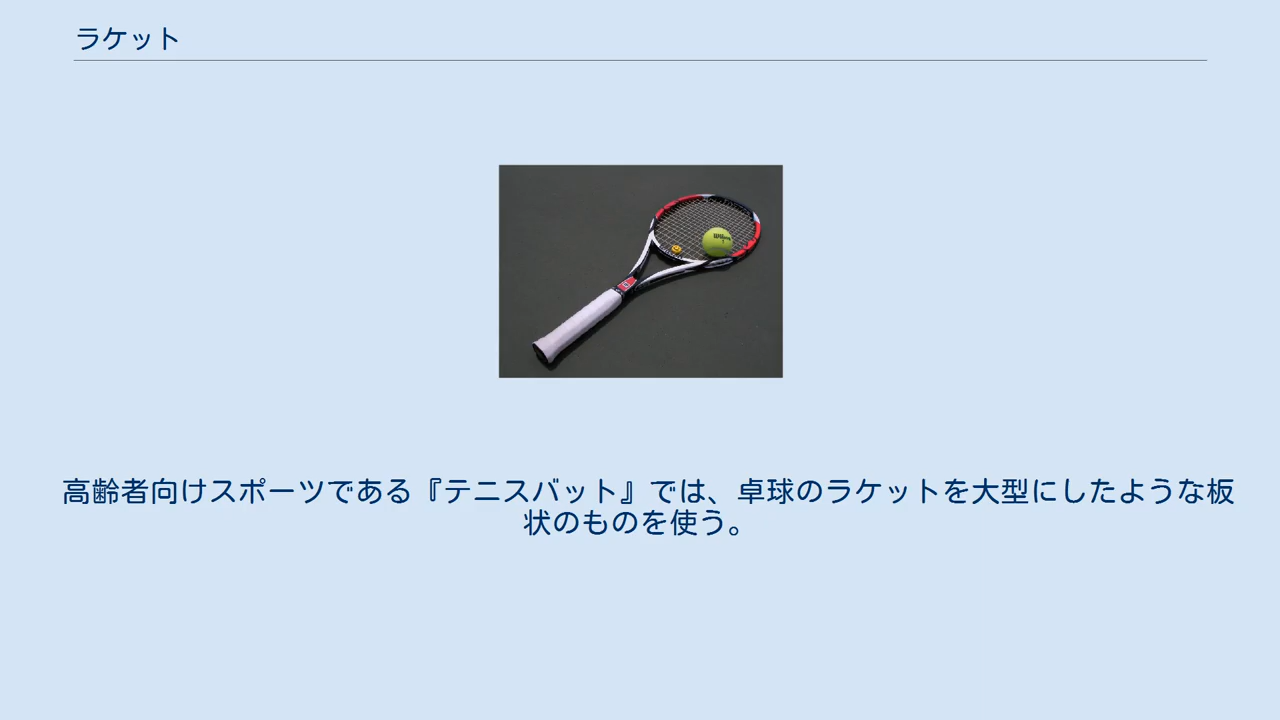 ラケット
Wilson
高齢者向けスポーツである『テニスバット』では、卓球のラケットを大型にしたような板
状のものを使う。